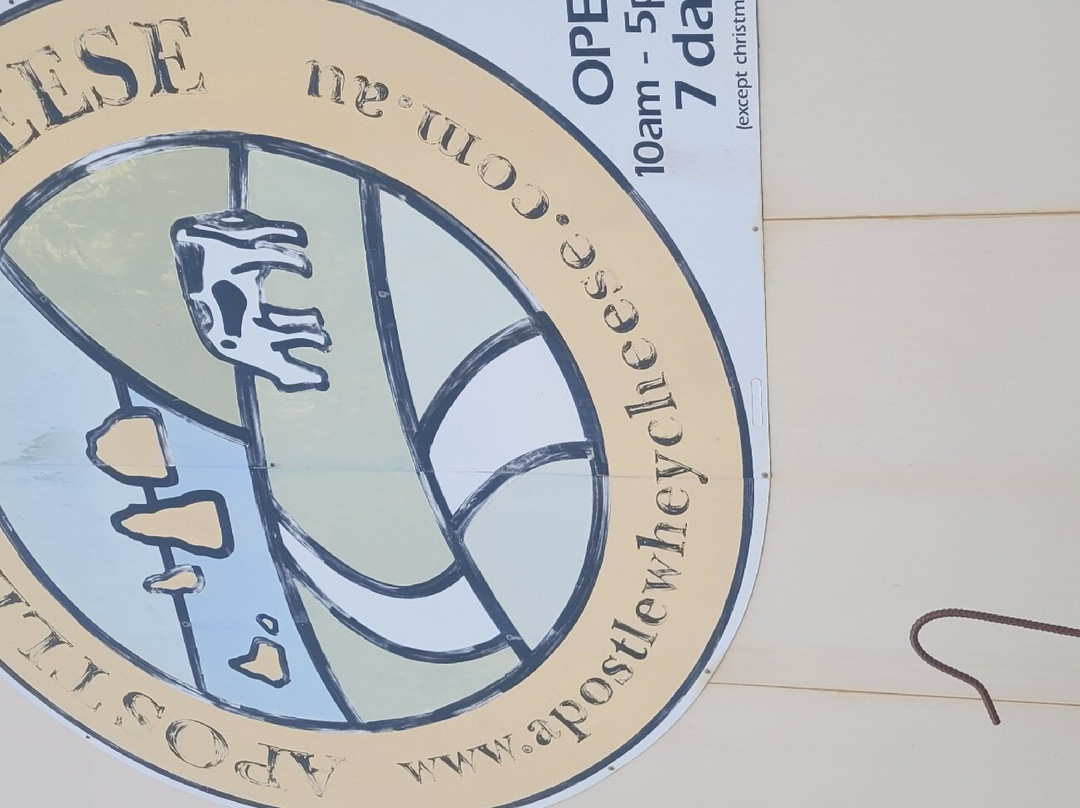 APOSTLE
EESE
www.apostlewheycheese.com.au
OPE
10am - 5p
7 da
(except christm